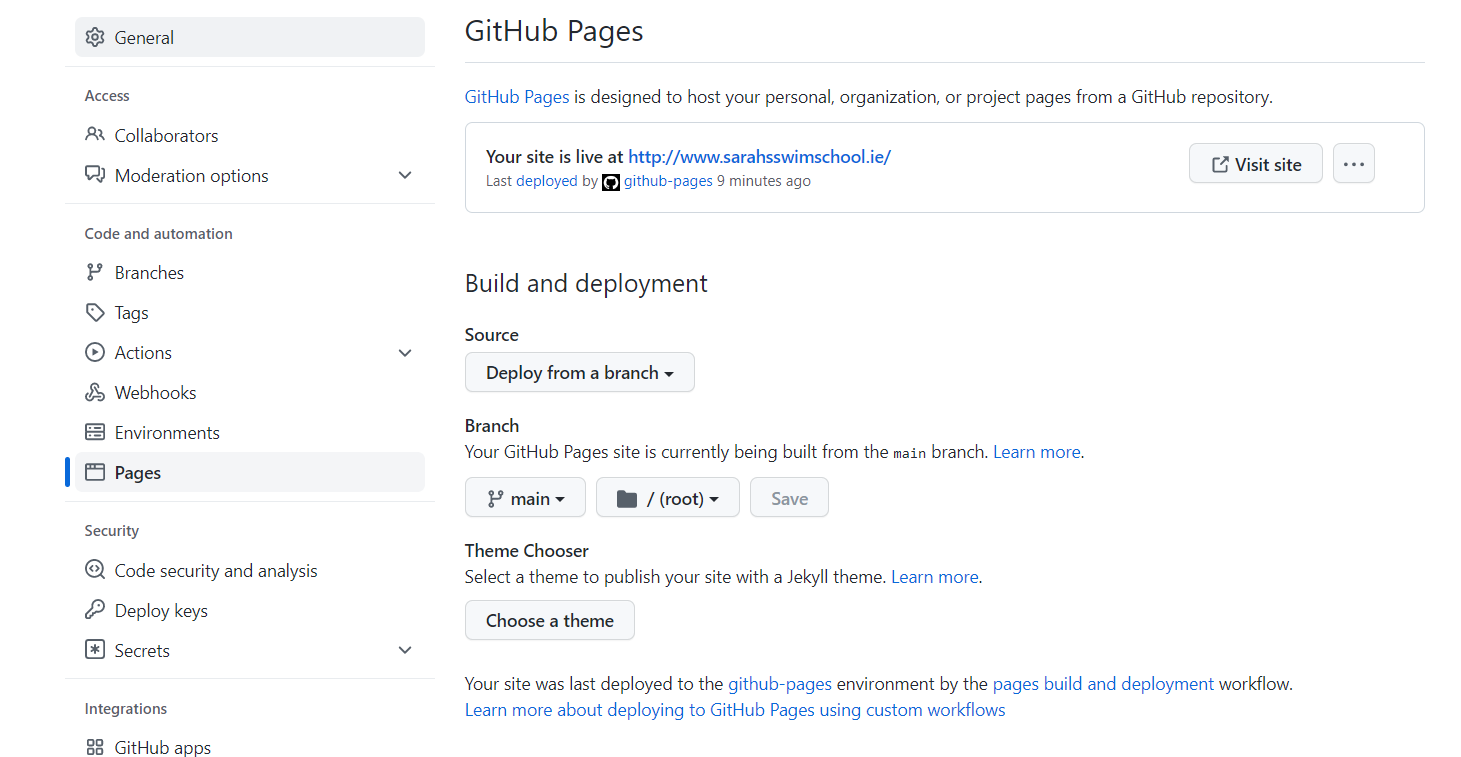 General
Access
Collaborators
Moderation options
Code and automation
Branches
Tags
Actions
Webhooks
Environments
Pages
Security
Code security and analysis
Deploy keys
Secrets
Integrations
GitHub apps
GitHub Pages
GitHub Pages is designed to host your personal, organization, or project pages from a GitHub repository.
Your site is live at http://www.sarahsswimschool.ie/
Last deployed by github-pages 9 minutes ago
Visit site
Build and deployment
Source
Deploy from a branch
Branch
Your GitHub Pages site is currently being built from the main branch. Learn more.
main / (root) Save
Theme Chooser
Select a theme to publish your site with a Jekyll theme. Learn more.
Choose a theme
Your site was last deployed to the github-pages environment by the pages build and deployment workflow.
Learn more about deploying to GitHub Pages using custom workflows